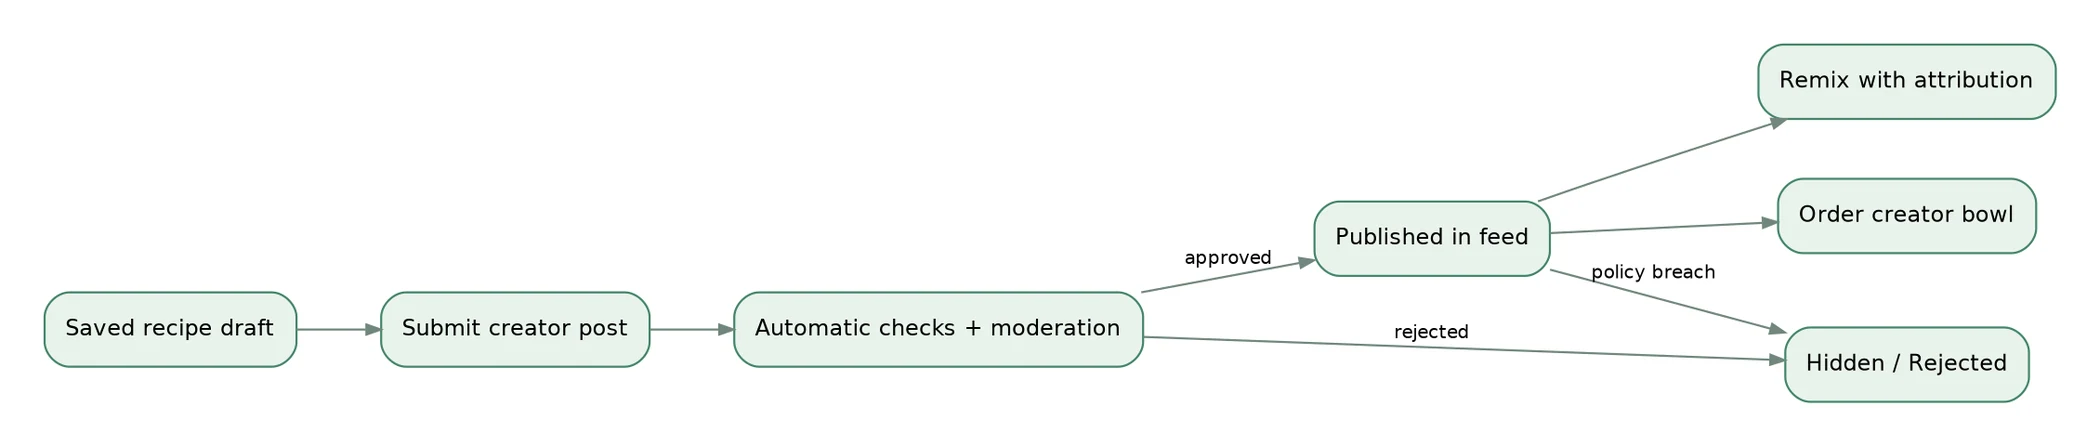 Saved recipe draft
Submit creator post
Automatic checks + moderation
approved
rejected
Published in feed
policy breach
Remix with attribution
Order creator bowl
Hidden / Rejected